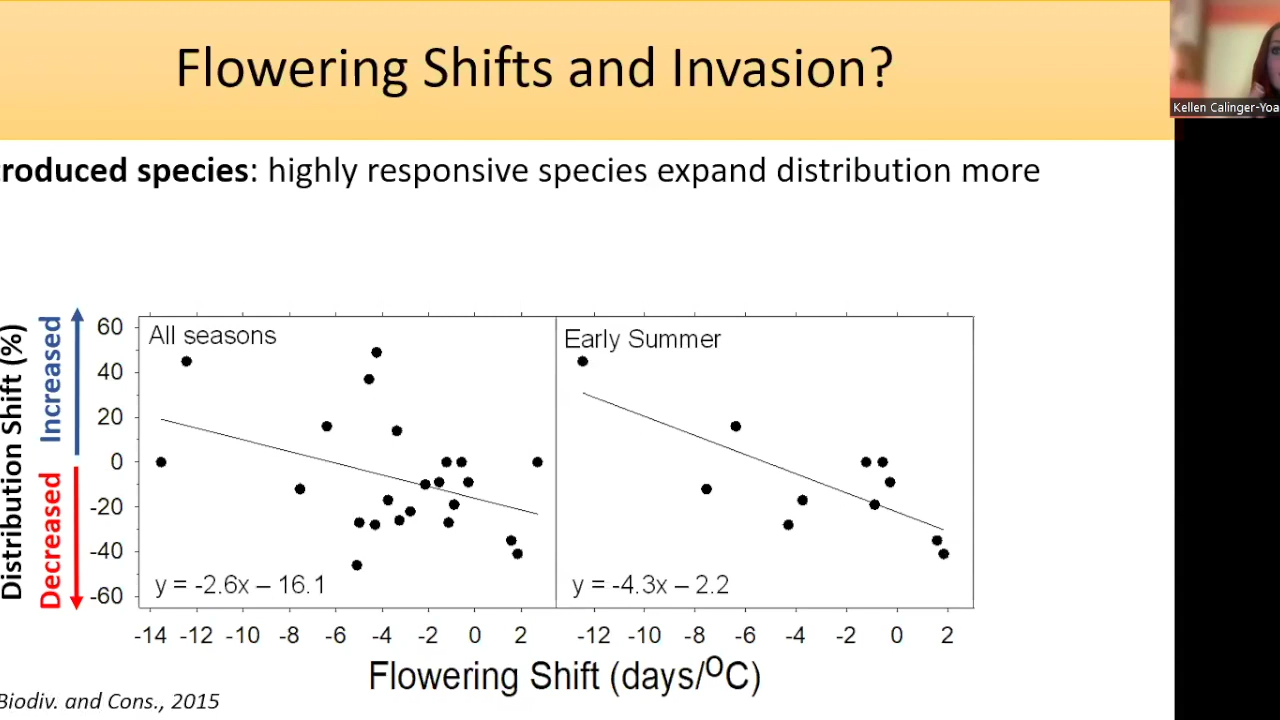 Flowering Shifts and Invasion?
Kellen Calinger-Yoa
troduced species: highly responsive species expand distribution more
Distribution Shift (%)
Increased
Decreased
60
40
20
0
-20
-40
-60
All seasons
y = -2.6x – 16.1
Early Summer
y = -4.3x – 2.2
-14 -12 -10 -8 -6 -4 -2 0 2
-12 -10 -8 -6 -4 -2 0 2
Flowering Shift (days/ºC)
Biodiv. and Cons., 2015